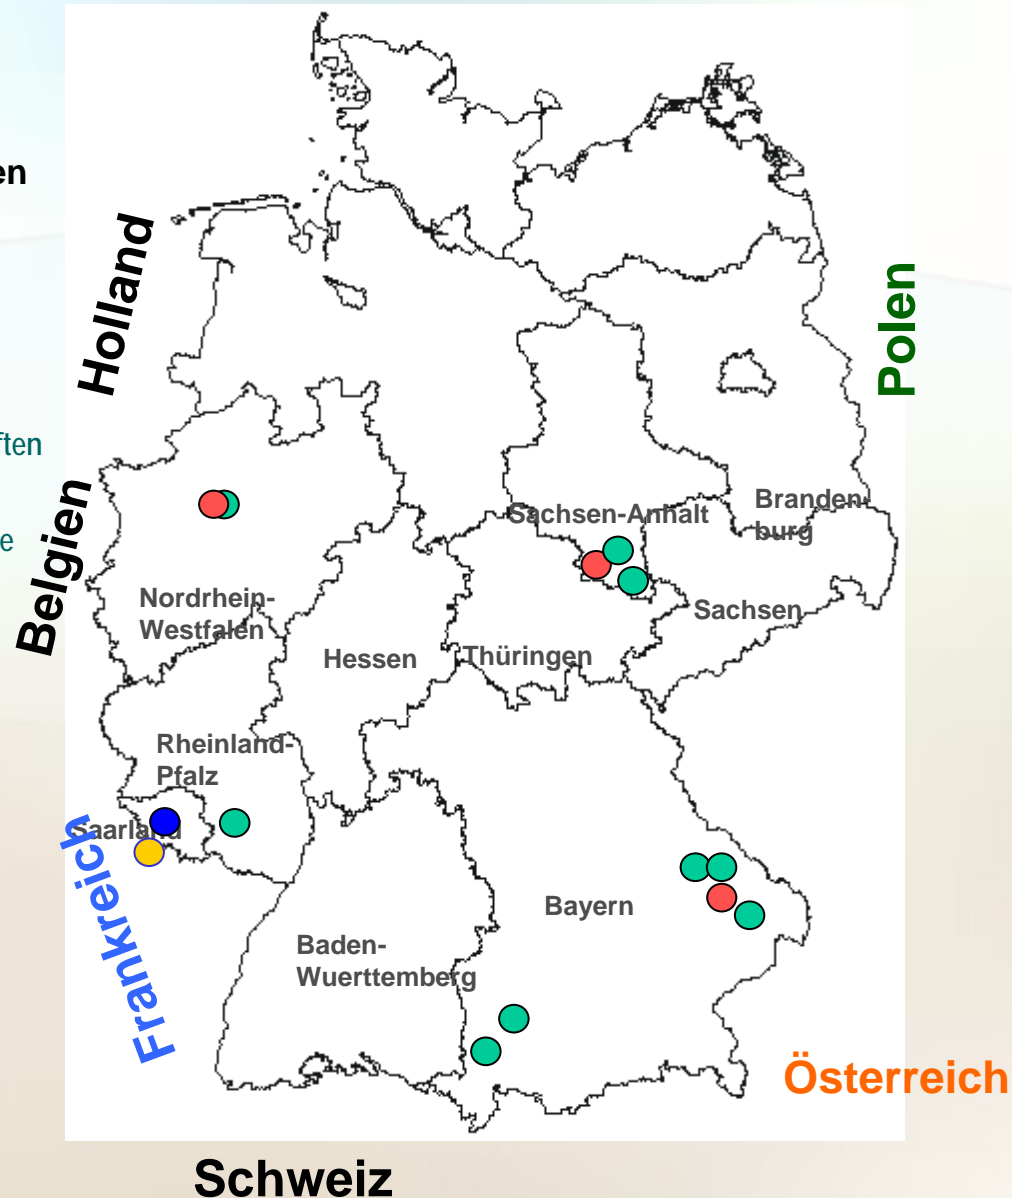 en
Holland
Polen
ften
Belgien
e
Branden-
burg
Sachsen-Anhalt
Nordrhein-
Westfalen
Sachsen
Hessen
Thüringen
Rheinland-
Pfalz
Saarland
Frankreich
Bayern
Baden-
Wuerttemberg
Österreich
Schweiz